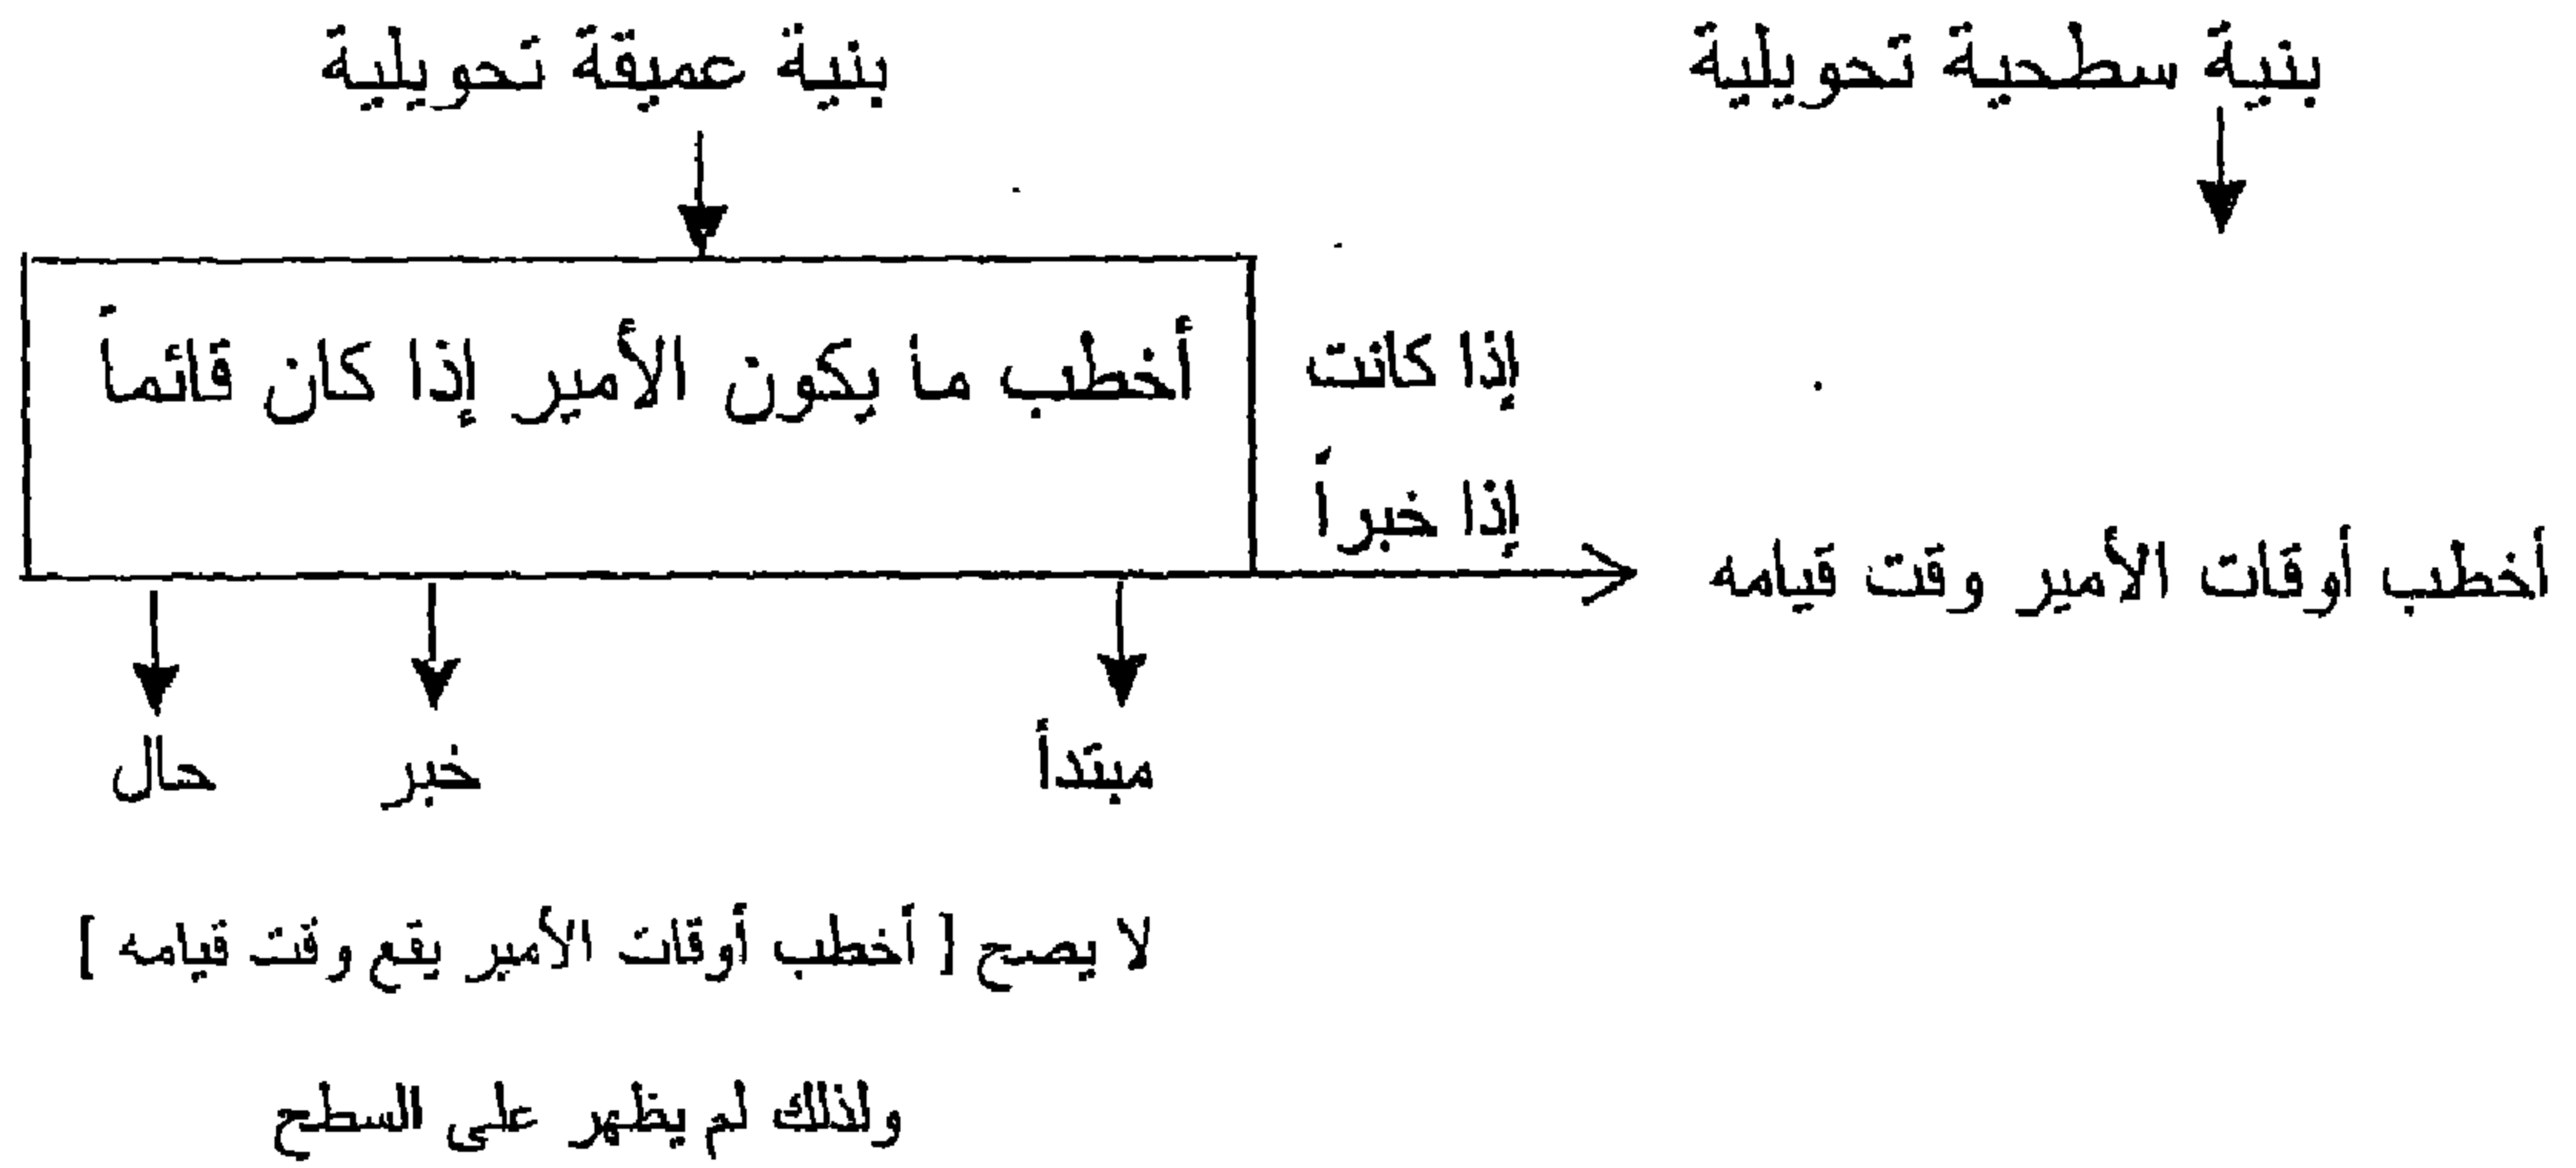 بنية سطحية تحويلية
بنية عميقة تحويلية
إذا كانت
أخطب ما يكون الأمير إذا كان قائماً
إذا خبراً
أخطب أوقات الأمير وقت قيامه
مبتدأ
خبر
حال
لا يصح [ أخطب أوقات الأمير يقع وقت قيامه ]
ولذلك لم يظهر على السطح